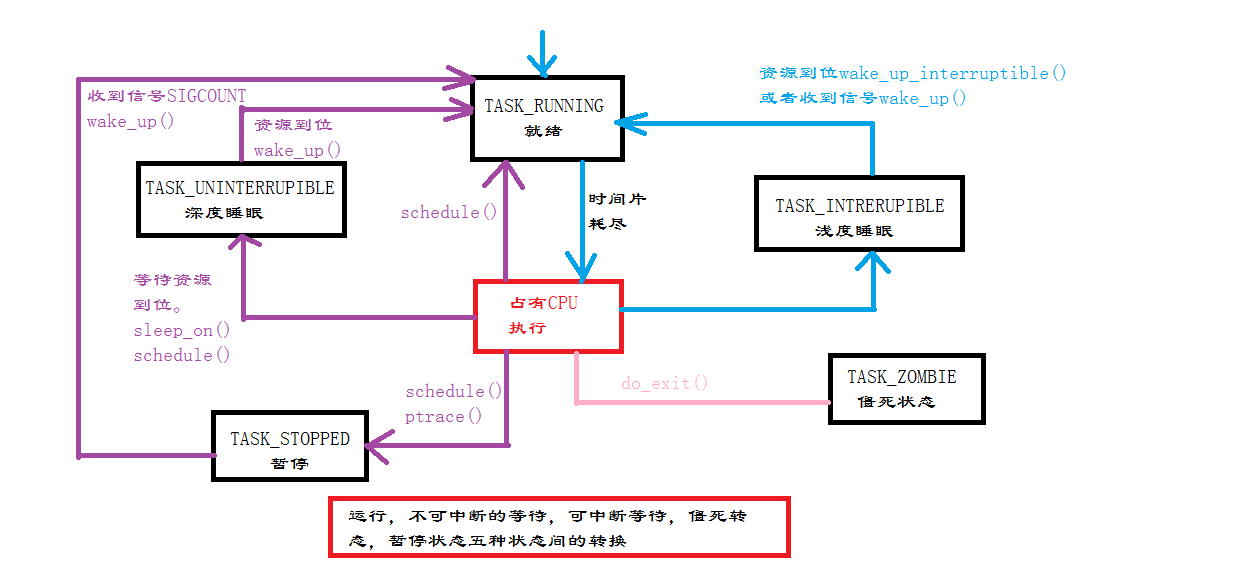 资源到位wake_up_interruptible()
或者收到信号wake_up()
收到信号SIGCOUNT
wake_up()
资源到位
wake_up()
TASK_RUNNING
就绪
TASK_UNINTERRUPIBLE
深度睡眠
TASK_INTRERUPIBLE
浅度睡眠
schedule()
时间片
耗尽
等待资源
到位。
sleep_on()
schedule()
占有CPU
执行
schedule()
ptrace()
do_exit()
TASK_ZOMBIE
僵死状态
TASK_STOPPED
暂停
运行，不可中断的等待，可中断等待，僵死转
态，暂停状态五种状态间的转换